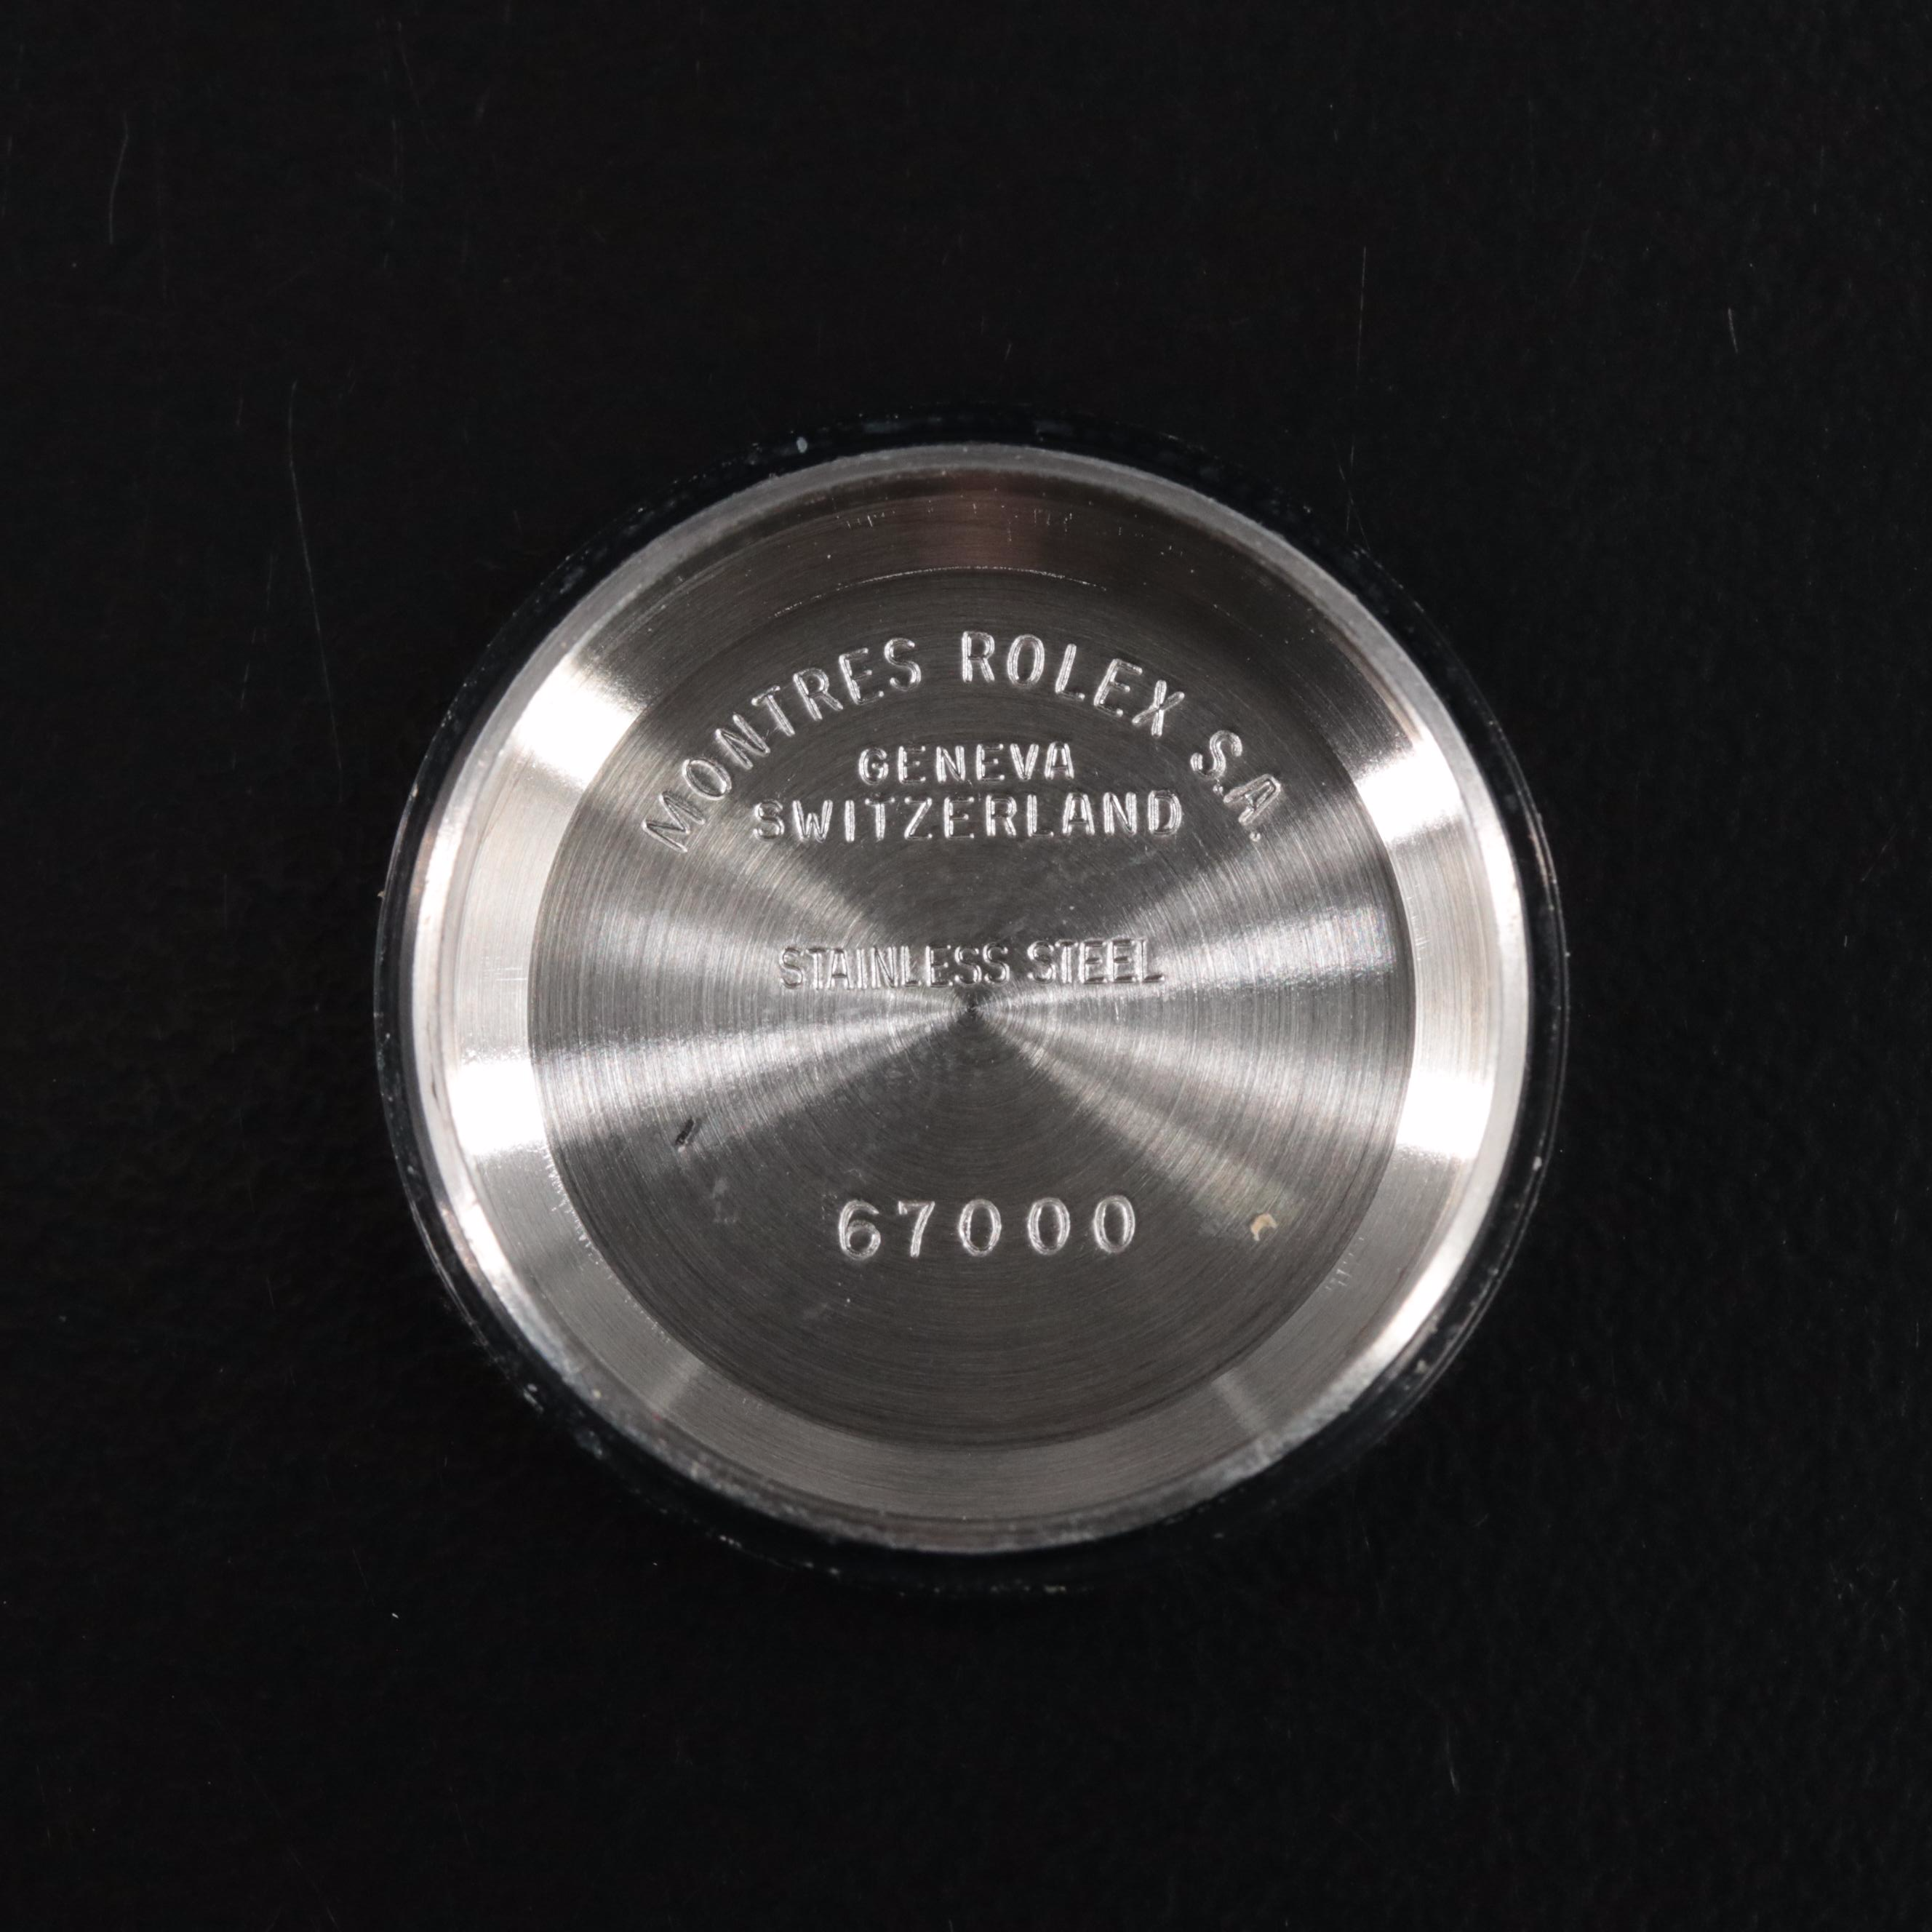 MONTRES ROLEX S.A.
GENEVA
SWITZERLAND
STAINLESS STEEL
67000